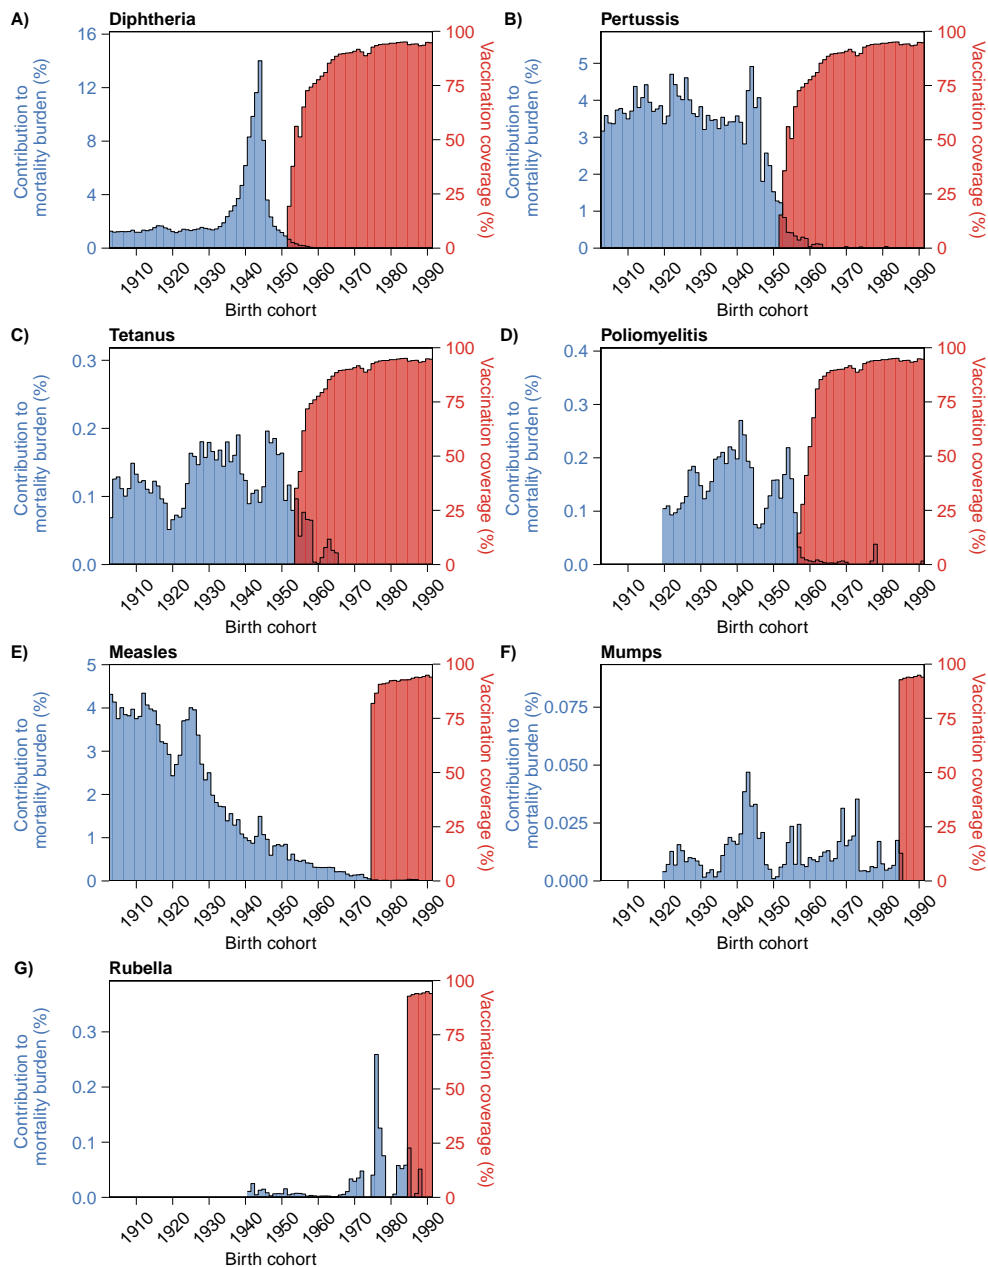 A) Diphtheria
16
12
8
4
0
Contribution to
mortality burden (%)
100
75
50
25
0
Vaccination coverage (%)
1910 1920 1930 1940 1950 1960 1970 1980 1990
Birth cohort
B) Pertussis
5
4
3
2
1
0
Contribution to
mortality burden (%)
100
75
50
25
0
Vaccination coverage (%)
1910 1920 1930 1940 1950 1960 1970 1980 1990
Birth cohort
C) Tetanus
0.3
0.2
0.1
0.0
Contribution to
mortality burden (%)
100
75
50
25
0
Vaccination coverage (%)
1910 1920 1930 1940 1950 1960 1970 1980 1990
Birth cohort
D) Poliomyelitis
0.4
0.3
0.2
0.1
0.0
Contribution to
mortality burden (%)
100
75
50
25
0
Vaccination coverage (%)
1910 1920 1930 1940 1950 1960 1970 1980 1990
Birth cohort
E) Measles
5
4
3
2
1
0
Contribution to
mortality burden (%)
100
75
50
25
0
Vaccination coverage (%)
1910 1920 1930 1940 1950 1960 1970 1980 1990
Birth cohort
F) Mumps
0.075
0.050
0.025
0.000
Contribution to
mortality burden (%)
100
75
50
25
0
Vaccination coverage (%)
1910 1920 1930 1940 1950 1960 1970 1980 1990
Birth cohort
G) Rubella
0.3
0.2
0.1
0.0
Contribution to
mortality burden (%)
100
75
50
25
0
Vaccination coverage (%)
1910 1920 1930 1940 1950 1960 1970 1980 1990
Birth cohort